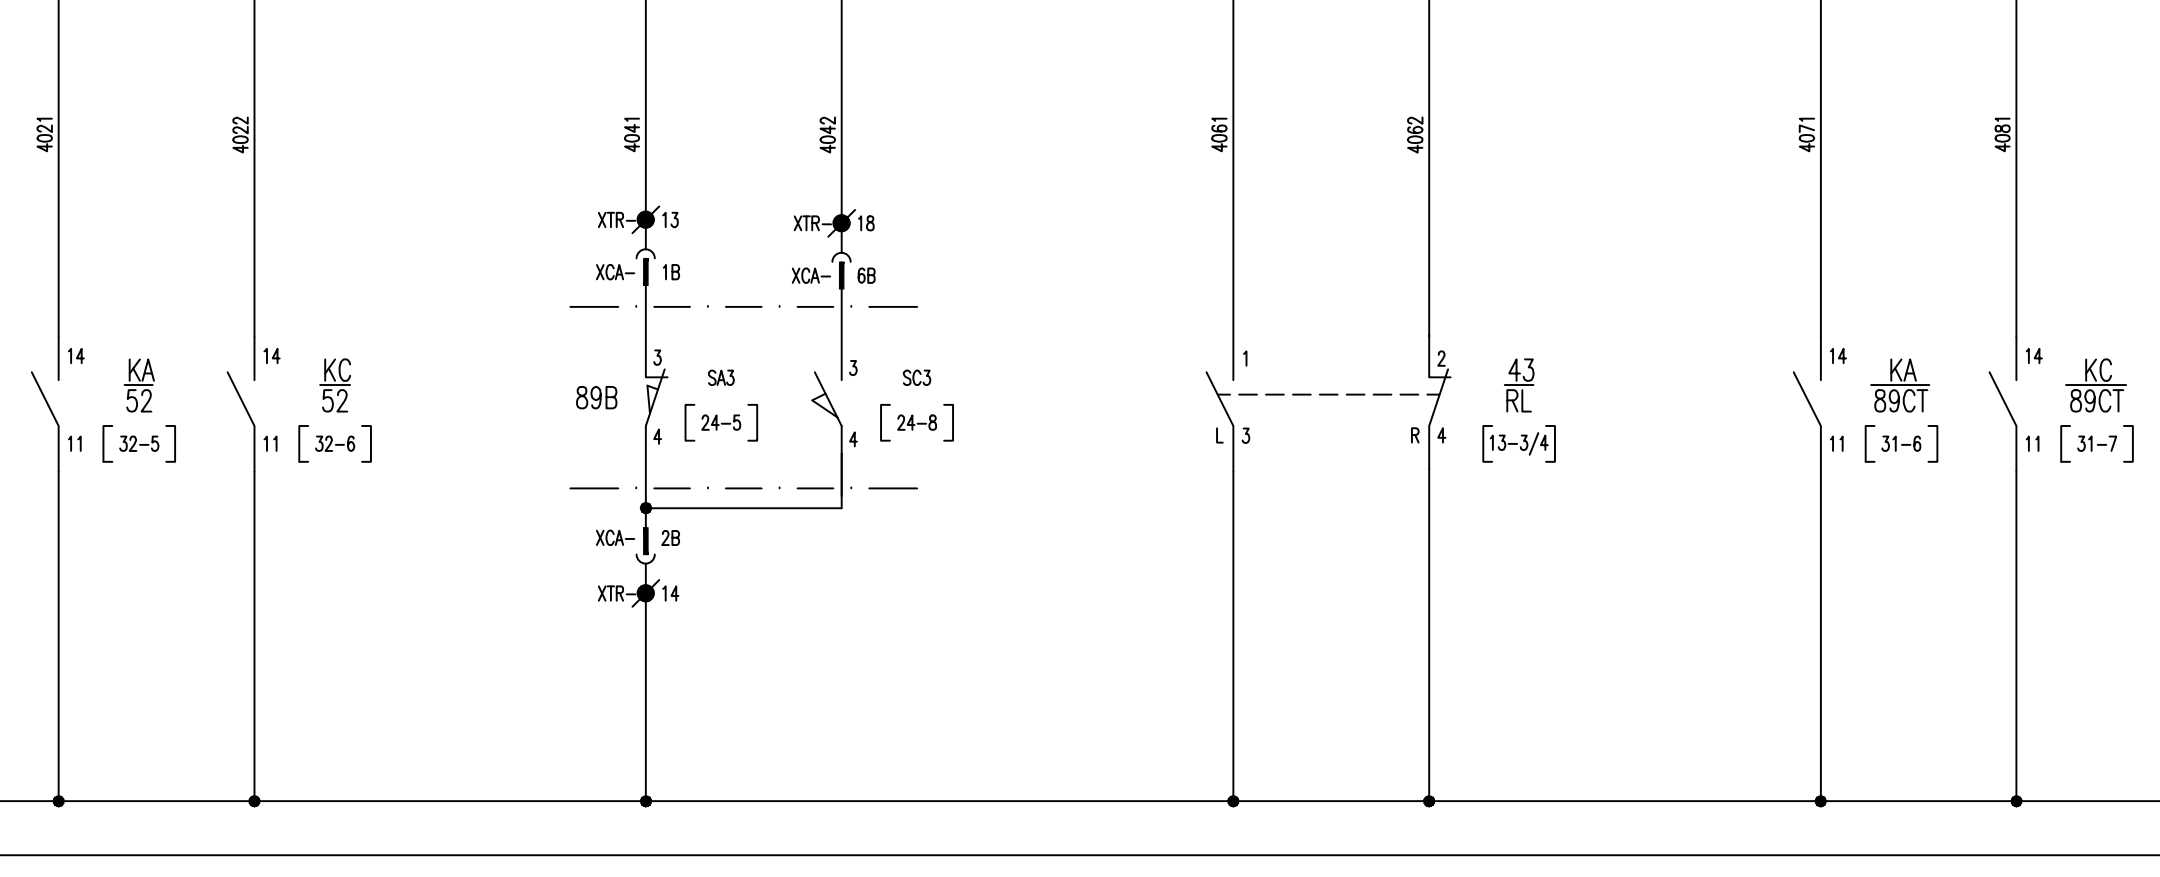 4021
4022
4041
4042
4061
4062
4071
4081
XTR- 13
XTR- 18
XCA- 1B
XCA- 6B
14
KA
52
11
[32-5]
14
KC
52
11
[32-6]
89B
3
4
SA3
[24-5]
3
4
SC3
[24-8]
XCA- 2B
XTR- 14
1
L 3
2
R 4
43
RL
[13-3/4]
14
KA
89CT
11
[31-6]
14
KC
89CT
11
[31-7]